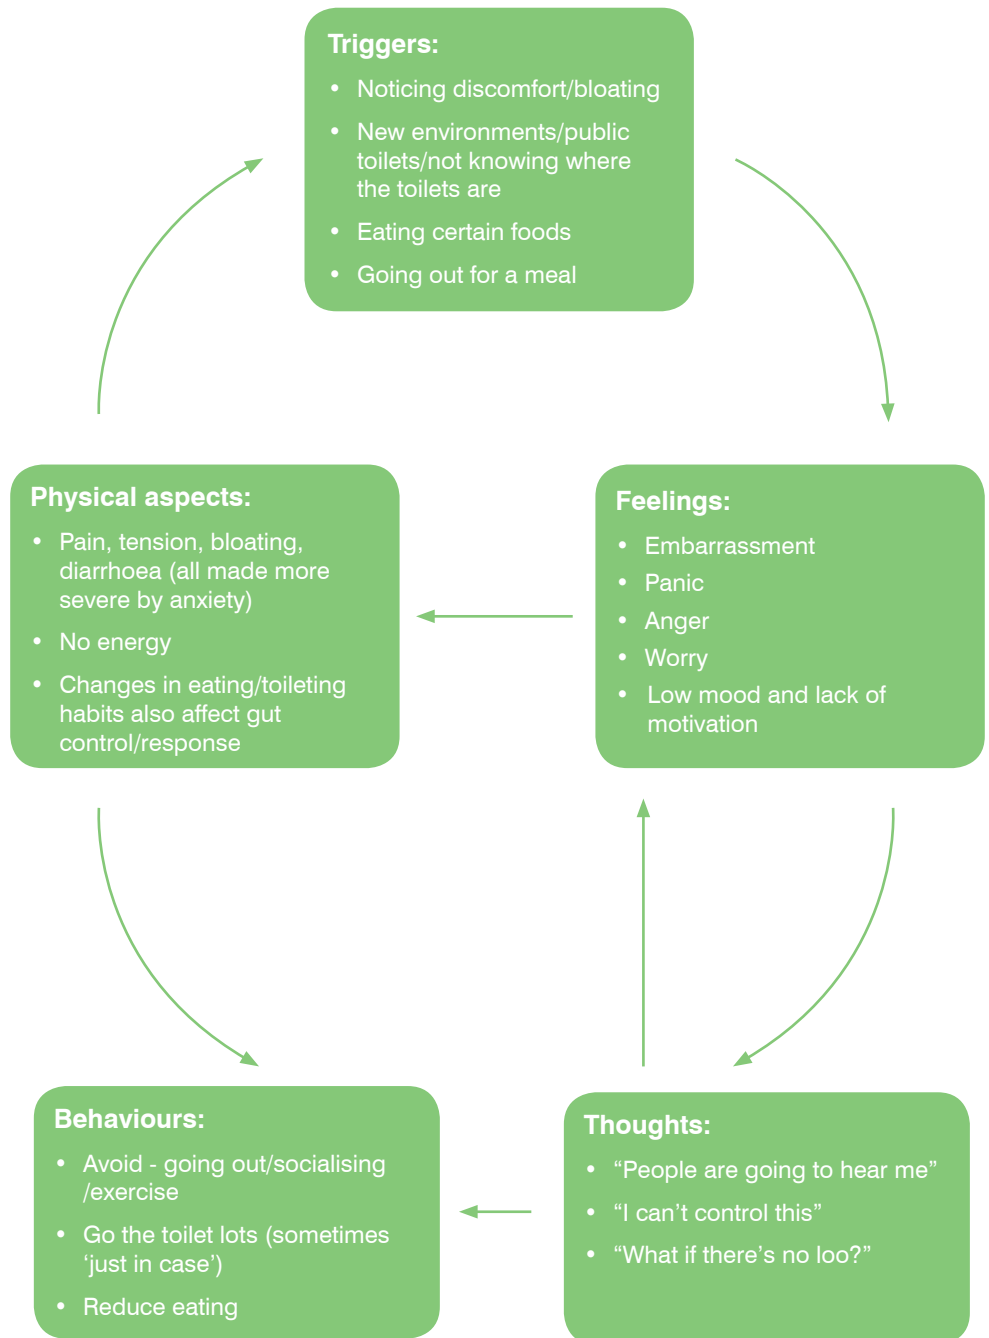 Triggers:
• Noticing discomfort/bloating
• New environments/public
toilets/not knowing where
the toilets are
• Eating certain foods
• Going out for a meal
Physical aspects:
• Pain, tension, bloating,
diarrhoea (all made more
severe by anxiety)
• No energy
• Changes in eating/toileting
habits also affect gut
control/response
Feelings:
• Embarrassment
• Panic
• Anger
• Worry
• Low mood and lack of
motivation
Behaviours:
• Avoid - going out/socialising
/exercise
• Go the toilet lots (sometimes
‘just in case’)
• Reduce eating
Thoughts:
• “People are going to hear me”
• “I can’t control this”
• “What if there’s no loo?”